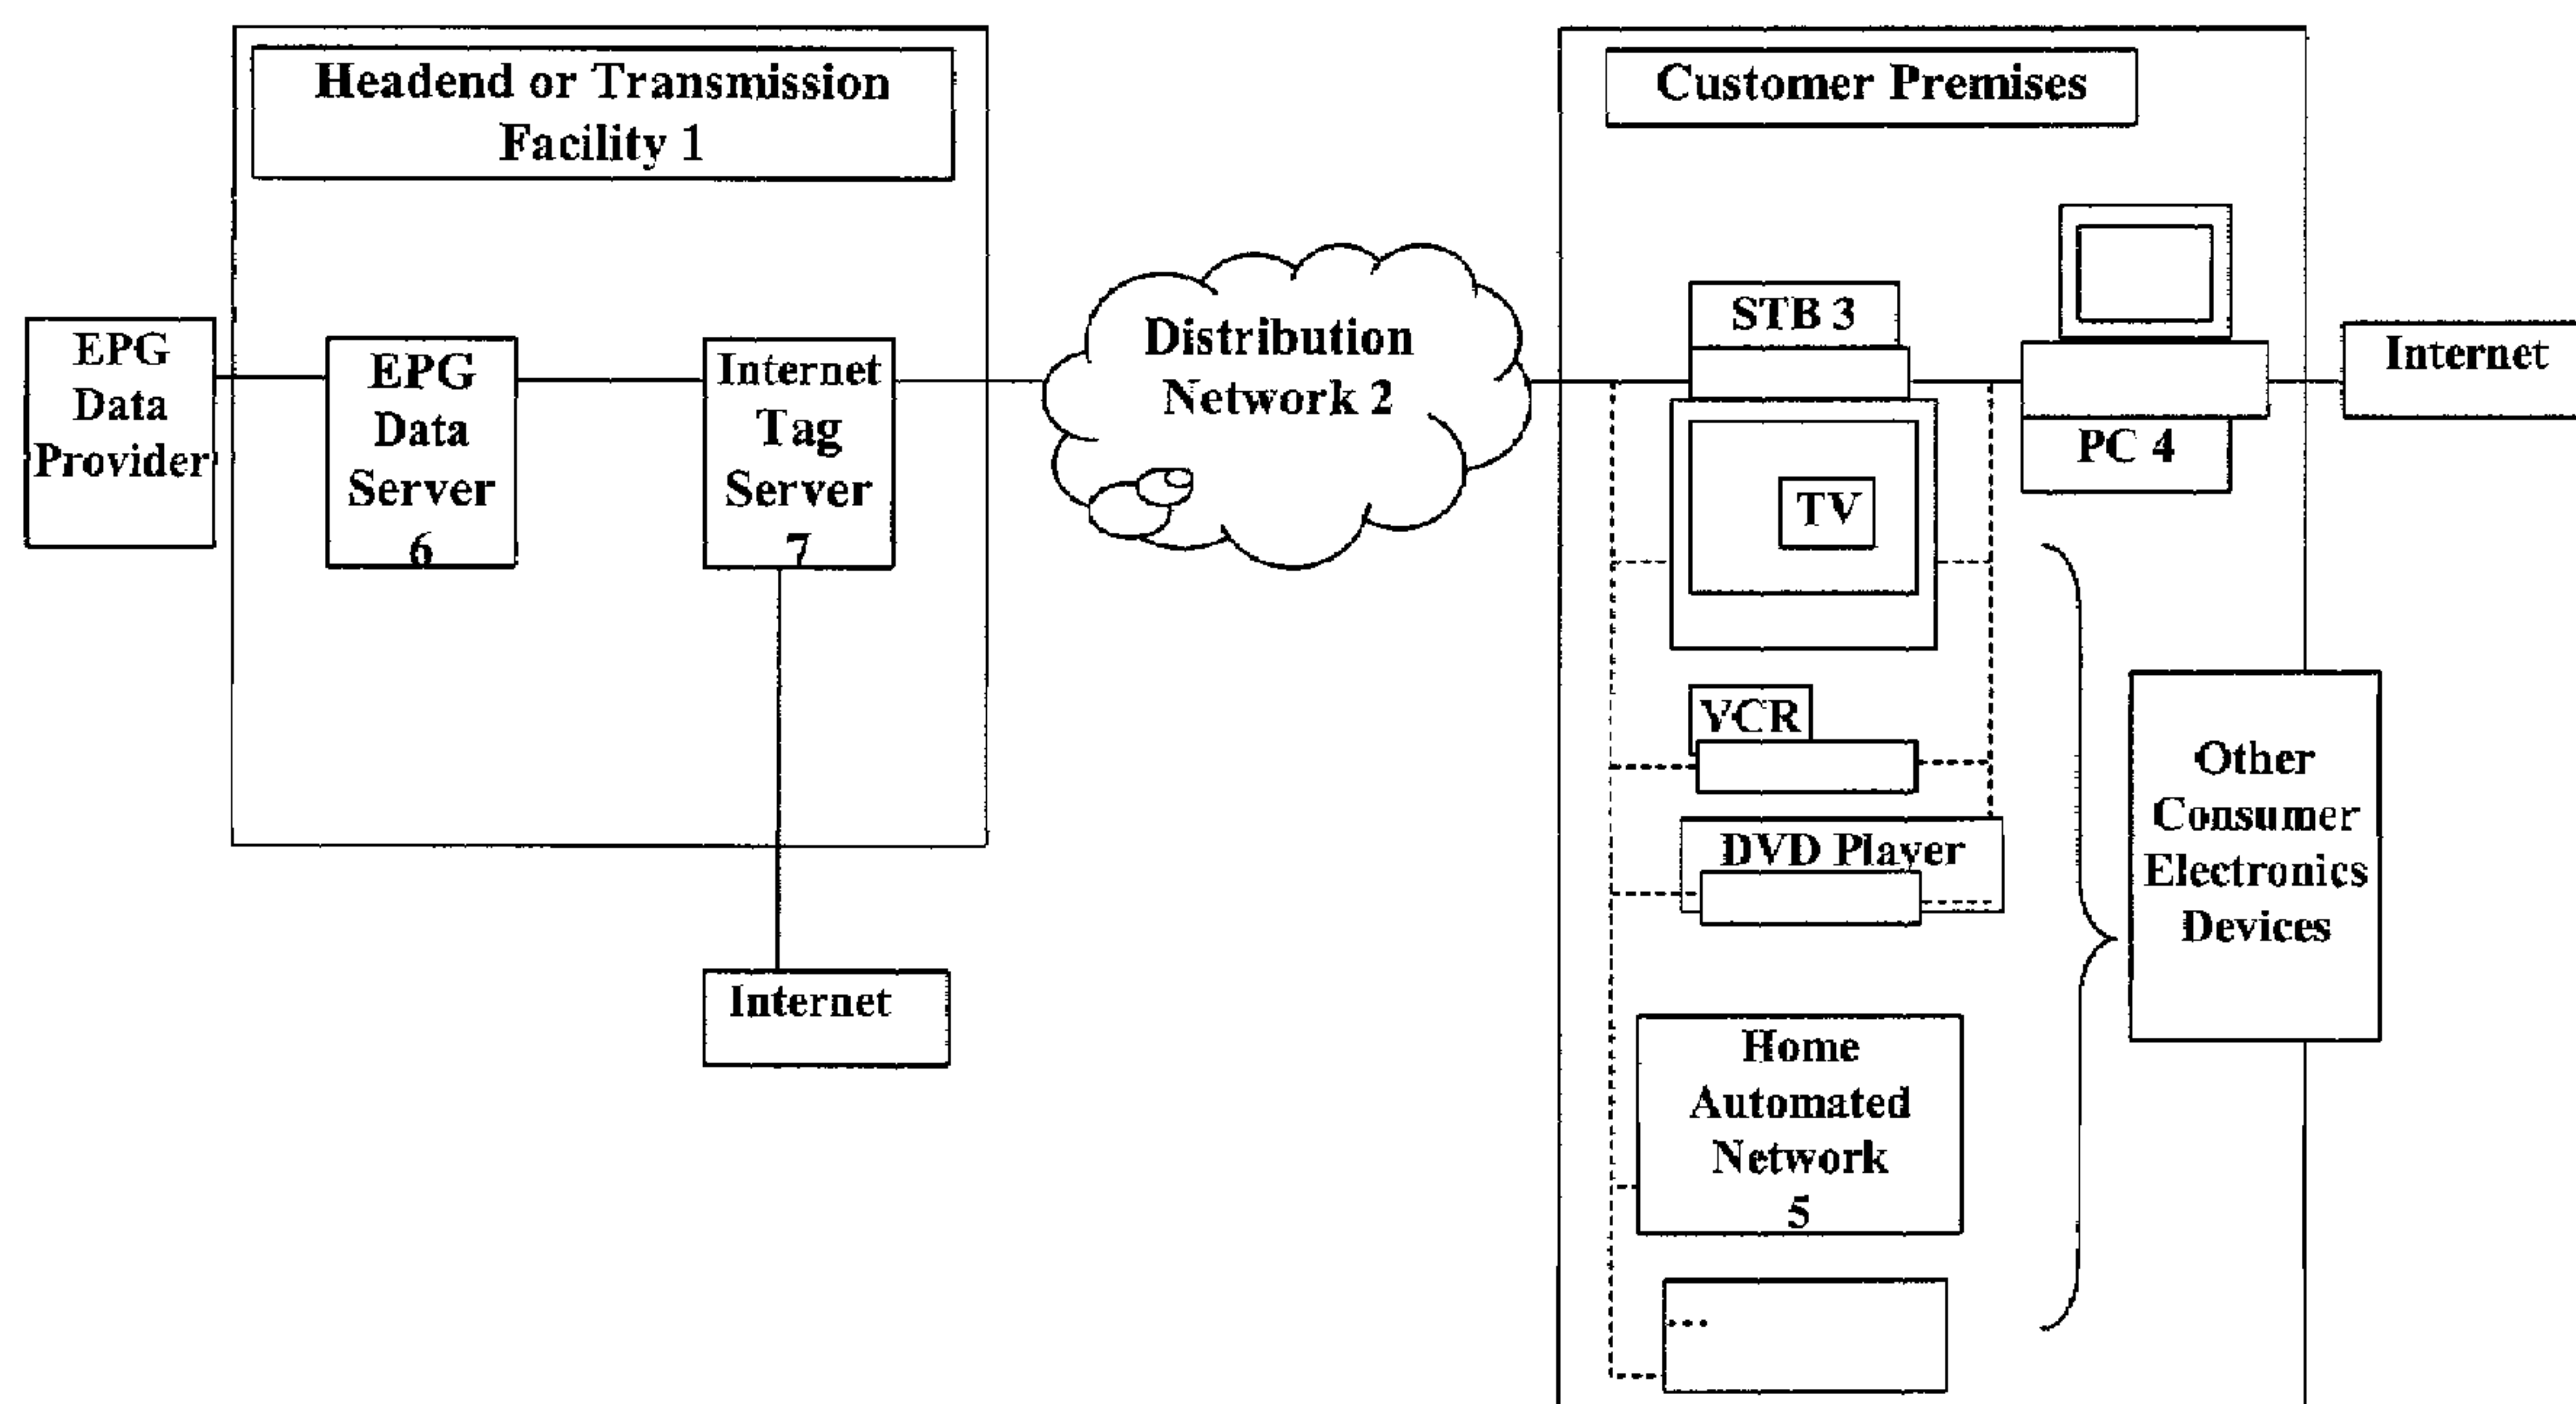 Headend or Transmission
Facility 1
EPG
Data
Provider
EPG
Data
Server
6
Internet
Tag
Server
7
Internet
Distribution
Network 2
Customer Premises
STB 3
TV
VCR
DVD Player
Home
Automated
Network
5
...
PC 4
Internet
Other
Consumer
Electronics
Devices